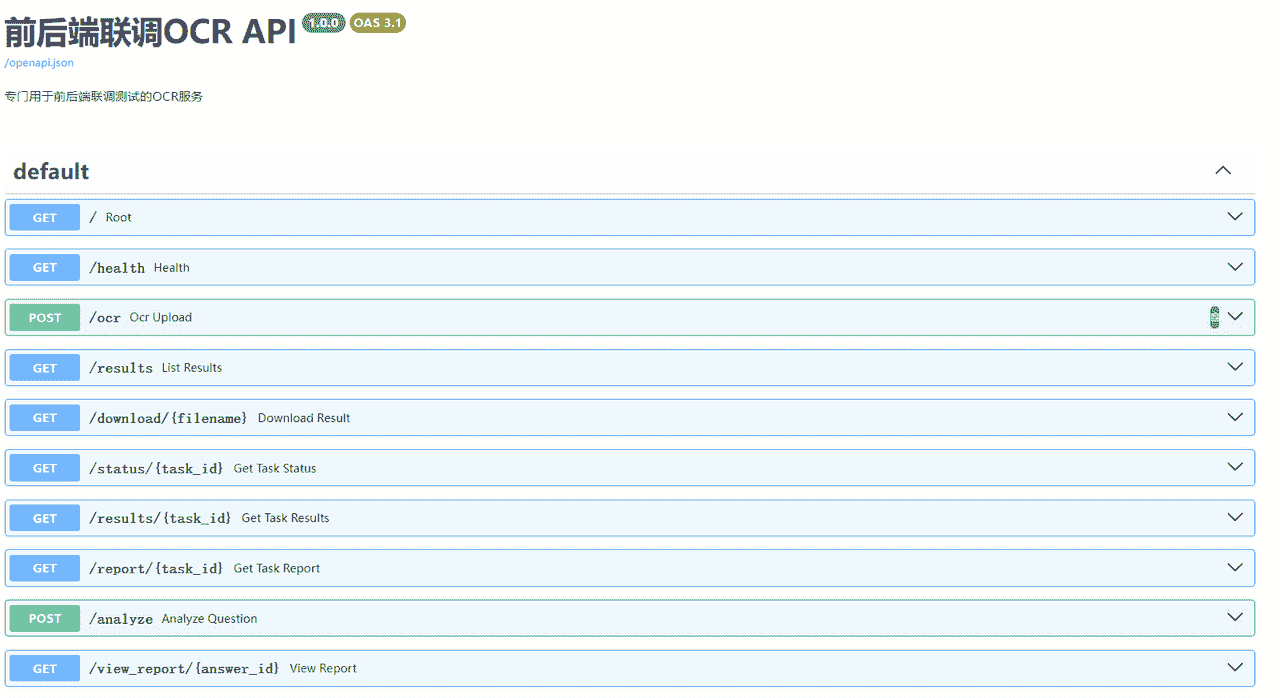 前后端联调OCR API 1.0.0 OAS 3.1
/openapi.json
专门用于前后端联调测试的OCR服务
default
GET / Root
GET /health Health
POST /ocr Ocr Upload
GET /results List Results
GET /download/{filename} Download Result
GET /status/{task_id} Get Task Status
GET /results/{task_id} Get Task Results
GET /report/{task_id} Get Task Report
POST /analyze Analyze Question
GET /view_report/{answer_id} View Report